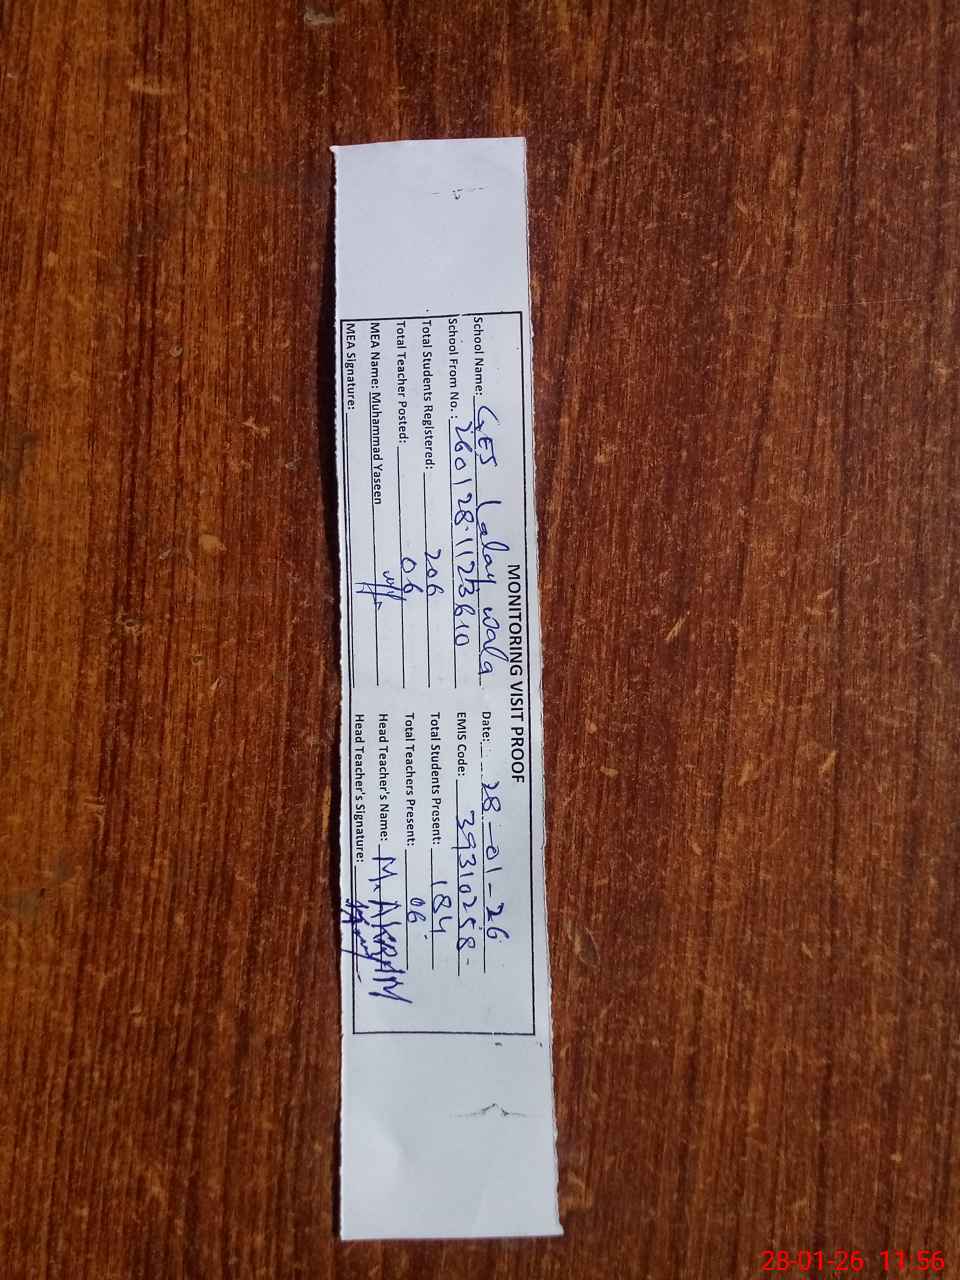 MONITORING VISIT PROOF
School Name: GES Lalay wala Date: 28-01-26
School From No.: 260128.1123610 EMIS Code: 39310258-
Total Students Registered: 206 Total Students Present: 184
Total Teacher Posted: 06 Total Teachers Present: 06
MEA Name: Muhammad Yaseen Head Teacher's Name: M. AKRAM
MEA Signature: Head Teacher's Signature:
28-01-26 11:56